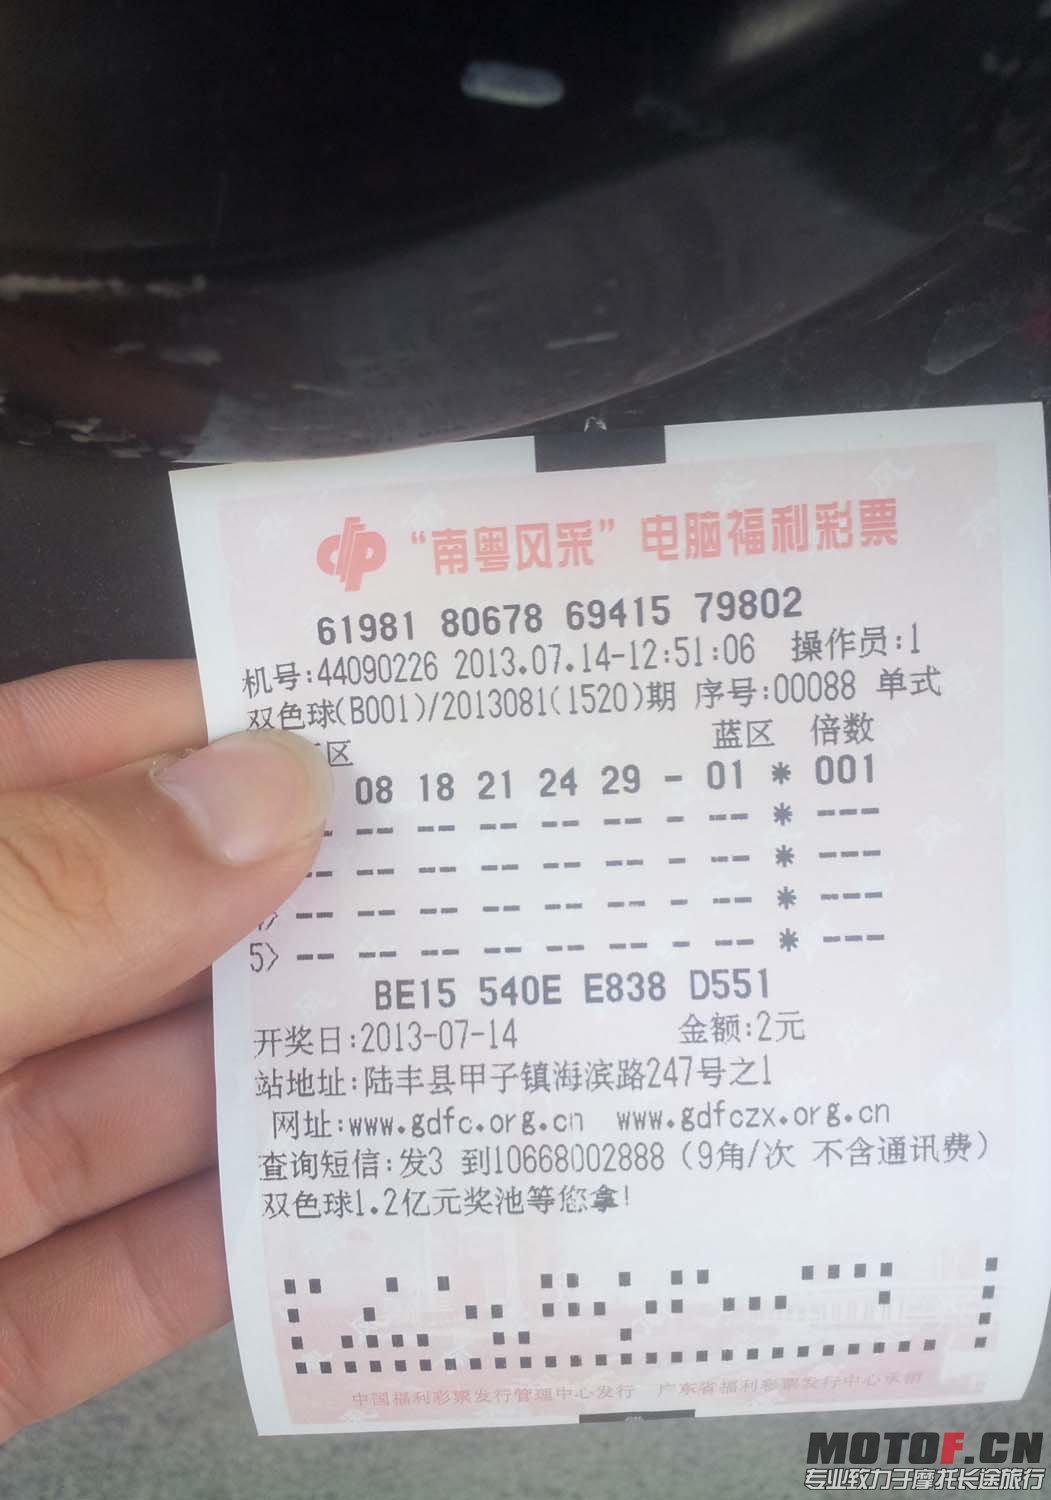 “南粤风采”电脑福利彩票
61981 80678 69415 79802
机号:44090226 2013.07.14-12:51:06 操作员:1
双色球(B001)/2013081(1520)期 序号:00088 单式
区 蓝区 倍数
08 18 21 24 29 - 01 * 001
-- -- -- -- -- - -- * ---
-- -- -- -- -- - -- * ---
-- -- -- -- -- -- - -- * ---
5> -- -- -- -- -- -- - -- * ---
BE15 540E E838 D551
开奖日:2013-07-14 金额:2元
站地址:陆丰县甲子镇海滨路247号之1
网址:www.gdfc.org.cn www.gdfczx.org.cn
查询短信:发3 到10668002888（9角/次 不含通讯费）
双色球1.2亿元奖池等您拿!
中国福利彩票发行管理中心发行 广东省福利彩票发行中心承销
MOTOF.CN
专业致力于摩托长途旅行